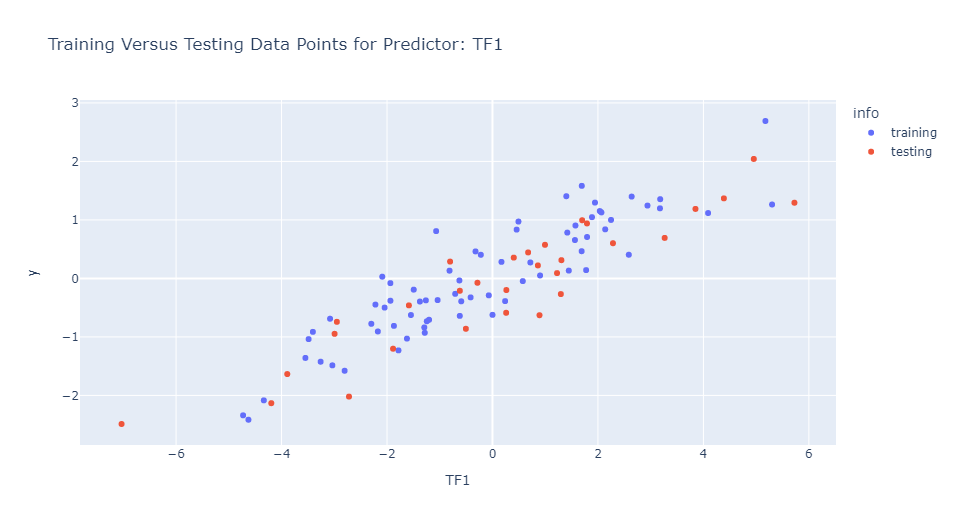 Training Versus Testing Data Points for Predictor: TF1
info
training
testing
3
2
1
0
−1
−2
y
−6 −4 −2 0 2 4 6
TF1